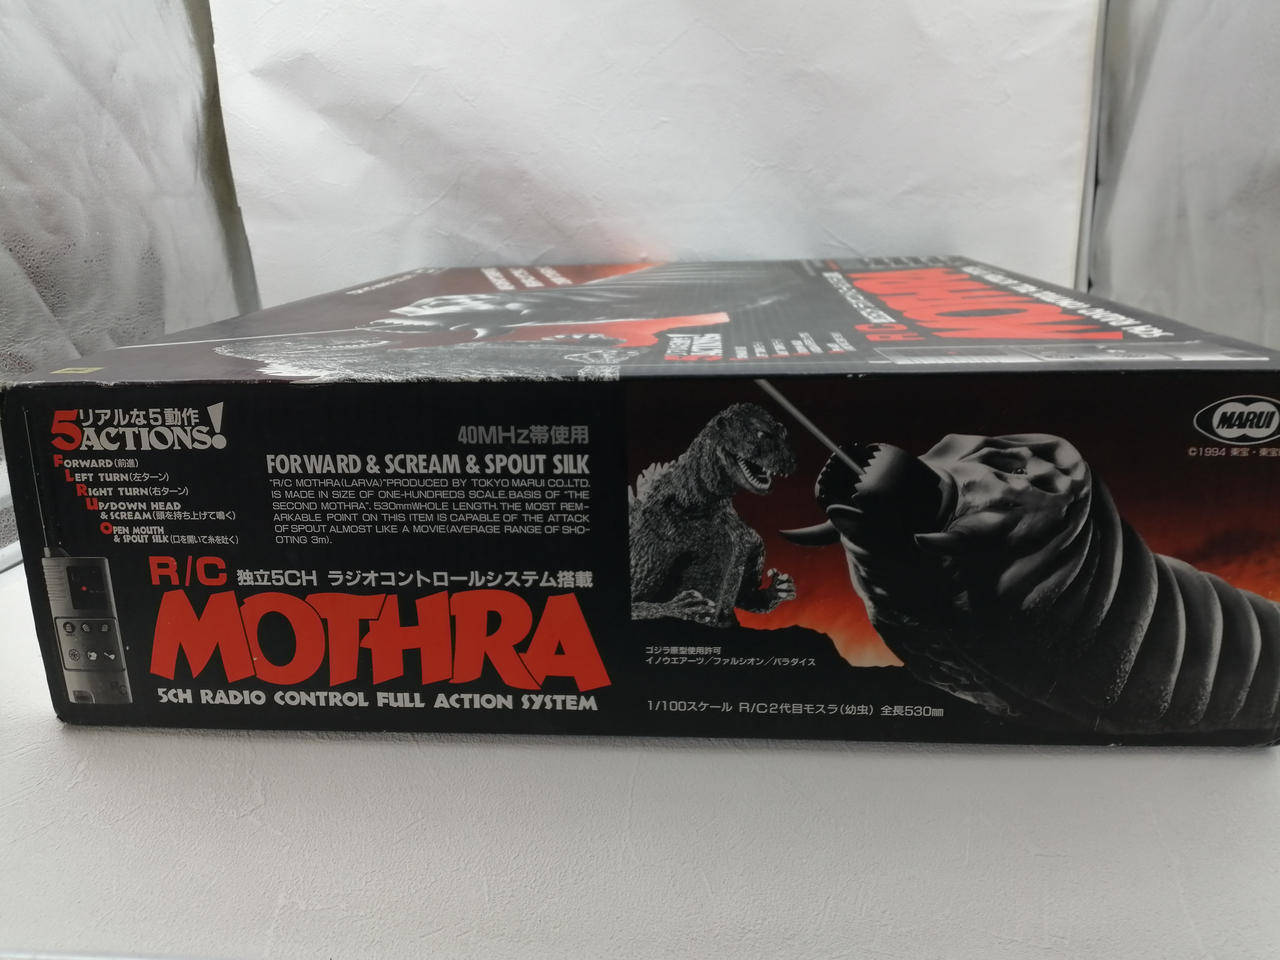 MOTHRA
R/C
リアルな5動作
5 ACTIONS!
FORWARD(前進)
LEFT TURN(左ターン)
RIGHT TURN(右ターン)
UP/DOWN HEAD
& SCREAM(頭を持ち上げて鳴く)
OPEN MOUTH
& SPOUT SILK(口を開いて糸を吐く)
40MHz帯使用
FORWARD & SCREAM & SPOUT SILK
"R/C MOTHRA(LARVA)"PRODUCED BY TOKYO MARUI CO.LTD.
IS MADE IN SIZE OF ONE-HUNDREDS SCALE.BASIS OF "THE
SECOND MOTHRA". 530mmWHOLE LENGTH.THE MOST REM-
ARKABLE POINT ON THIS ITEM IS CAPABLE OF THE ATTACK
OF SPOUT ALMOST LIKE A MOVIE(AVERAGE RANGE OF SHO-
OTING 3m).
R/C 独立5CH ラジオコントロールシステム搭載
MOTHRA
5CH RADIO CONTROL FULL ACTION SYSTEM
MARUI
©1994 東宝・東宝
ゴジラ原型使用許可
イノウエアーツ/ファルシオン/パラダイス
1/100スケール R/C2代目モスラ(幼虫) 全長530mm